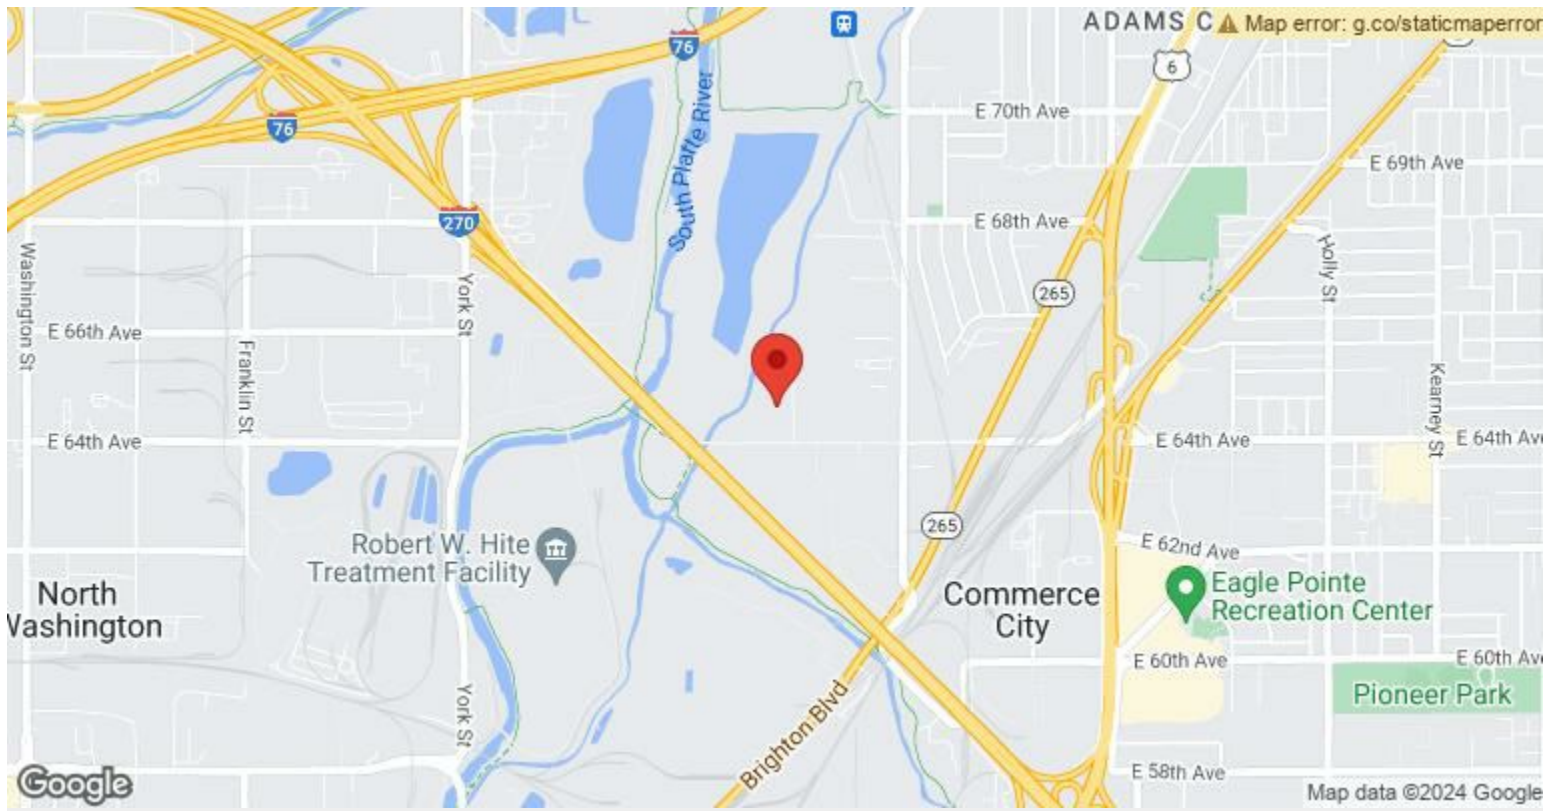 ADAMS C
Map error: g.co/staticmaperror
76
6
E 70th Ave
76
E 69th Ave
South Platte River
270
E 68th Ave
Washington St
York St
Holly St
265
E 66th Ave
Franklin St
Kearney St
E 64th Ave
E 64th Ave
E 64th Ave
265
Robert W. Hite
Treatment Facility
E 62nd Ave
North
Washington
Commerce
City
Eagle Pointe
Recreation Center
E 60th Ave
E 60th Ave
York St
Brighton Blvd
Pioneer Park
E 58th Ave
Google
Map data ©2024 Google